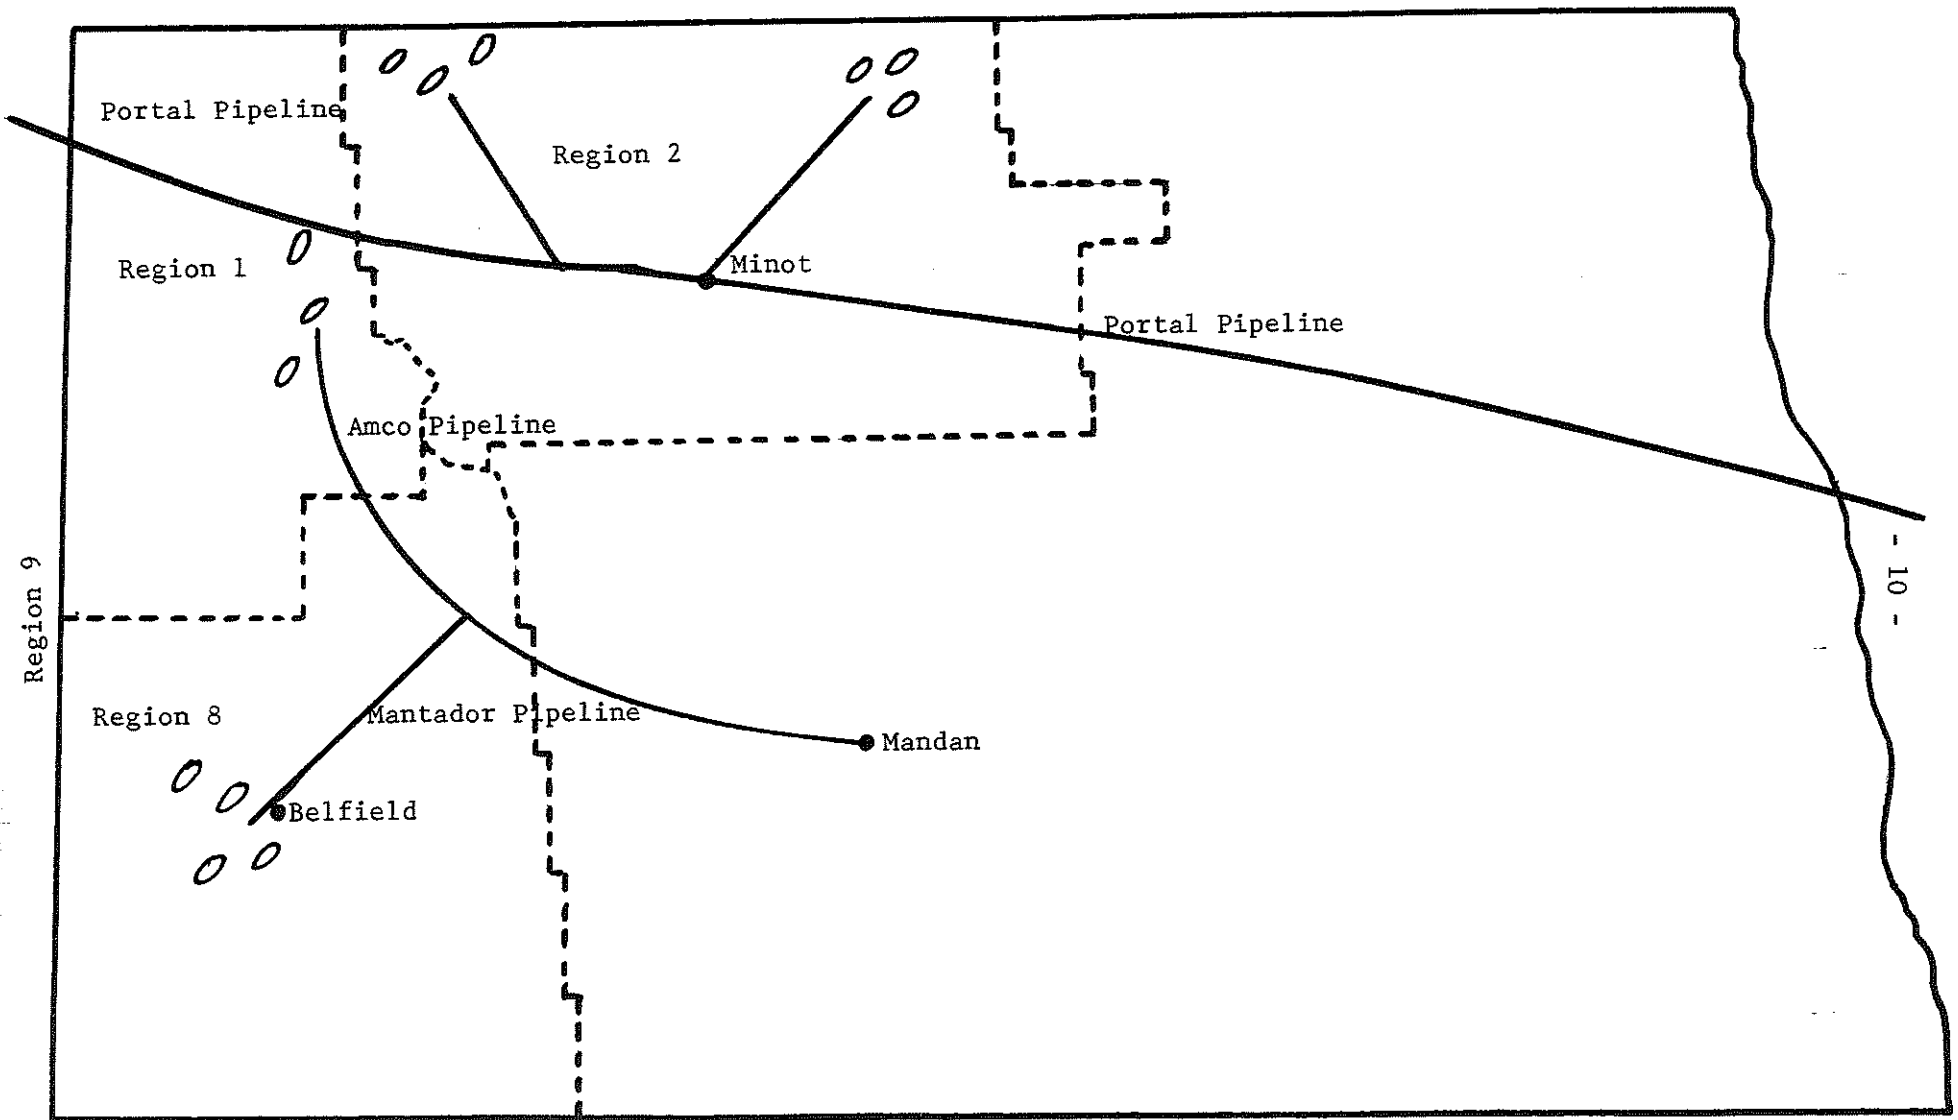 Portal Pipeline
Region 2
Region 1
Minot
Portal Pipeline
Amco Pipeline
Region 9
- 10 -
Region 8
Mantador Pipeline
Mandan
Belfield